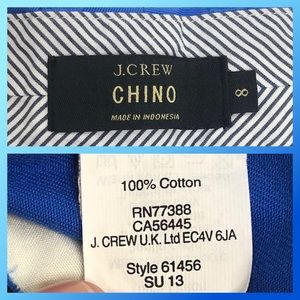 J.CREW
CHINO
MADE IN INDONESIA
8
100% Cotton
RN77388
CA56445
J. CREW U.K. Ltd EC4V 6JA
Style 61456
SU 13